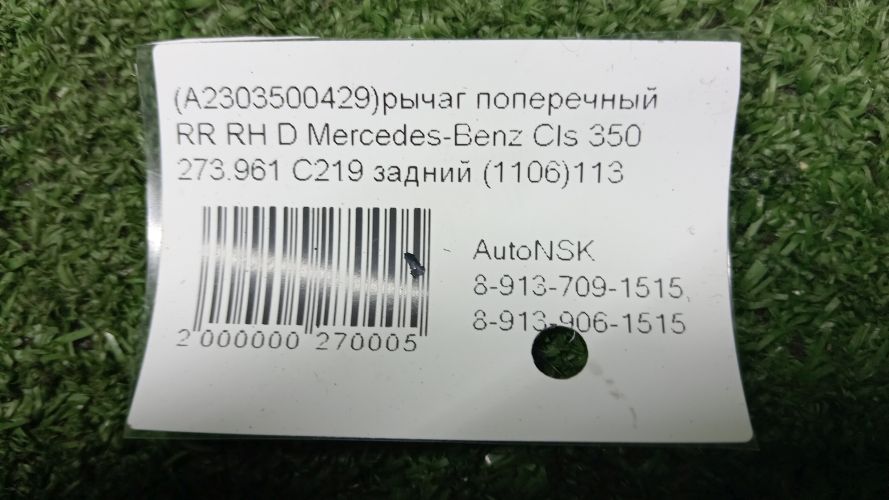 (A2303500429)рычаг поперечный
RR RH D Mercedes-Benz Cls 350
273.961 C219 задний (1106)113
AutoNSK
8-913-709-1515,
8-913-906-1515
2 000000 270005